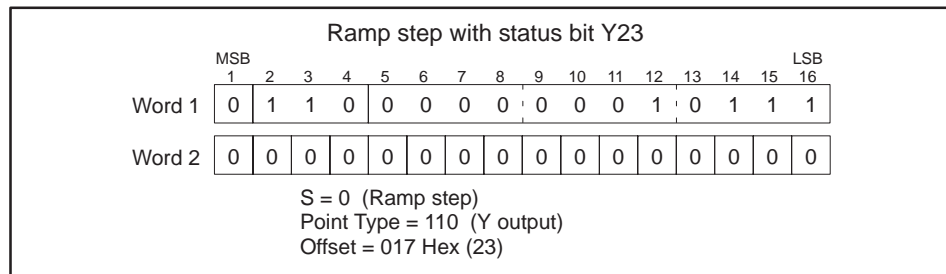 Ramp step with status bit Y23
MSB LSB
1 2 3 4 5 6 7 8 9 10 11 12 13 14 15 16
Word 1 0 1 1 0 0 0 0 0 0 0 0 1 0 1 1 1
Word 2 0 0 0 0 0 0 0 0 0 0 0 0 0 0 0 0
S = 0 (Ramp step)
Point Type = 110 (Y output)
Offset = 017 Hex (23)